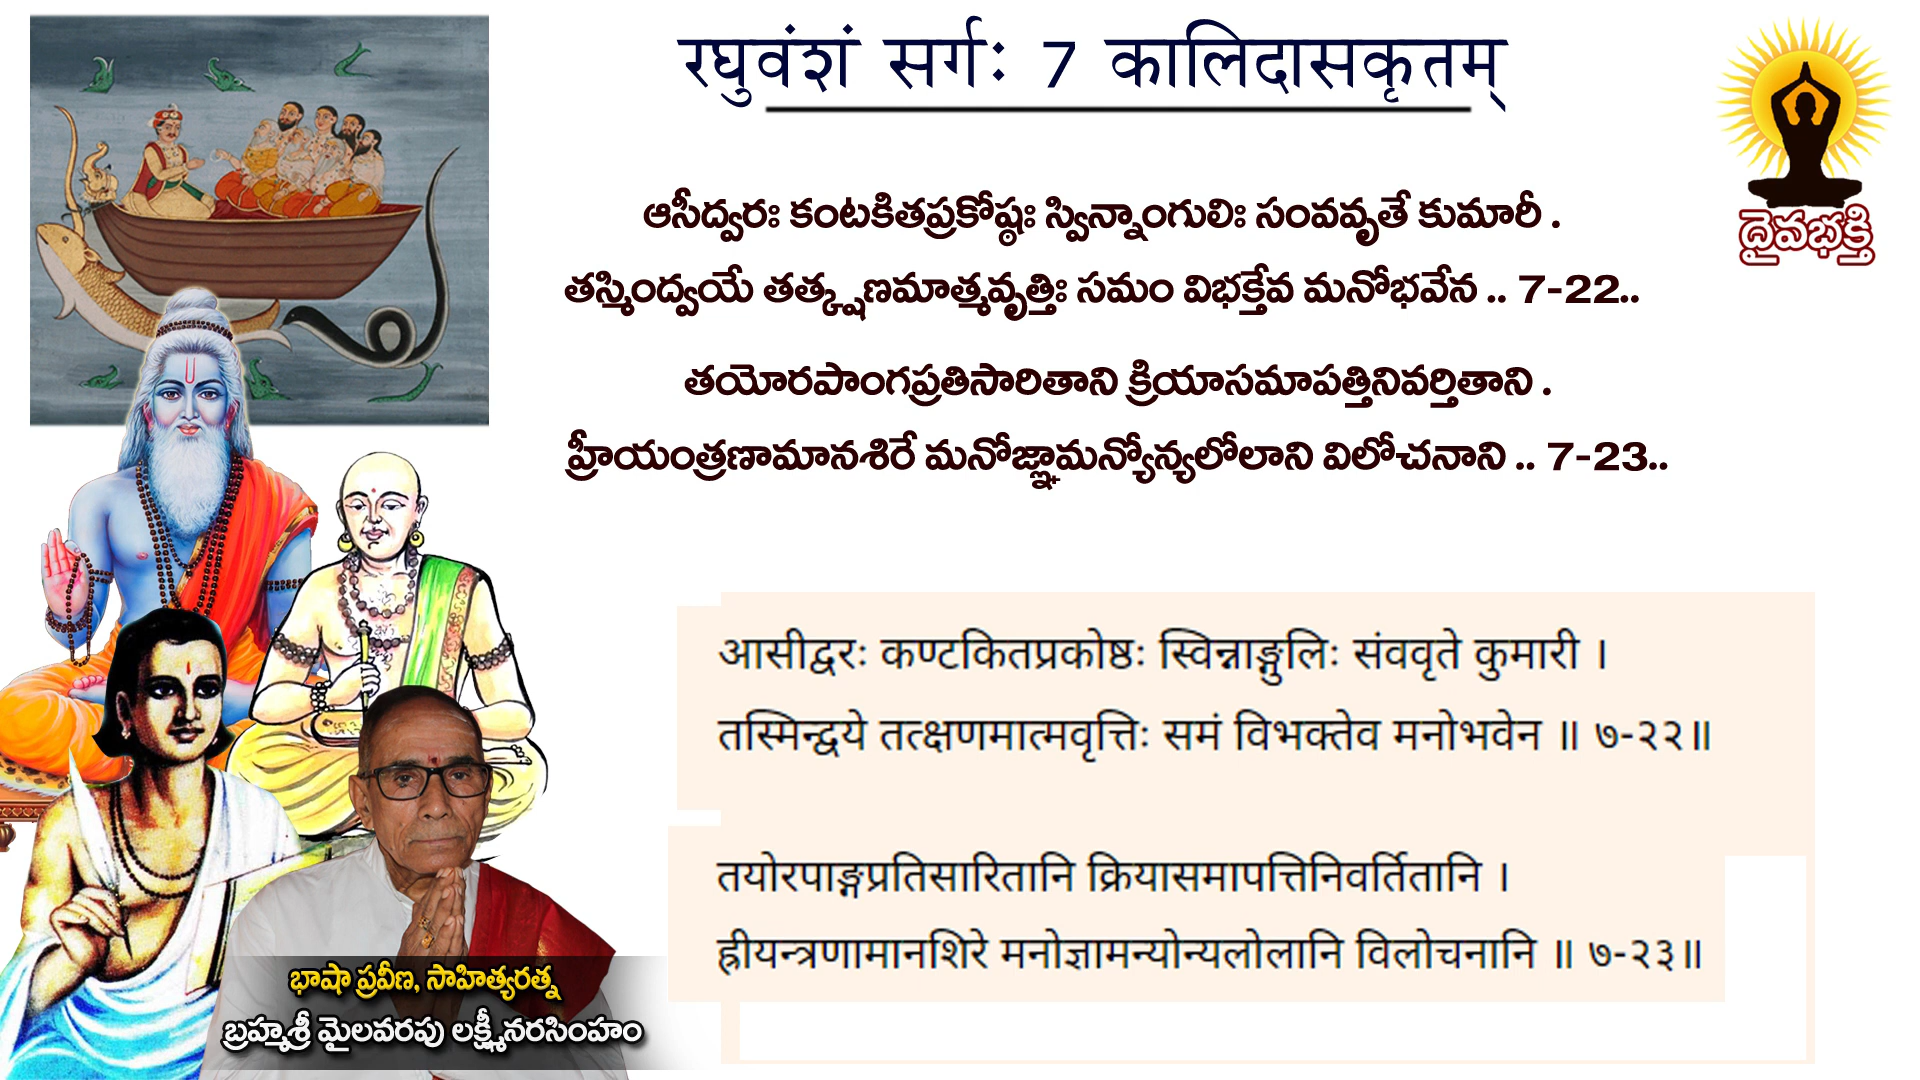 रघुवंशं सर्गः 7 कालिदासकृतम्
దైవభక్తి
ఆసీద్వరః కంటకితప్రకోష్ఠః స్విన్నాంగులిః సంవవృతే కుమారీ .
తస్మింద్వయే తత్క్షణమాత్మవృత్తిః సమం విభక్తేవ మనోభవేన .. 7-22..
తయోరపాంగప్రతిసారితాని క్రియాసమాపత్తినివర్తితాని .
హ్రీయంత్రణామానశిరే మనోజ్ఞామన్యోన్యలోలాని విలోచనాని .. 7-23..
आसीद्वरः कण्टकितप्रकोष्ठः स्विन्नाङ्गुलिः संववृते कुमारी ।
तस्मिन्द्वये तत्क्षणमात्मवृत्तिः समं विभक्तेव मनोभवेन ॥ ७-२२॥
तयोरपाङ्गप्रतिसारितानि क्रियासमापत्तिनिवर्तितानि ।
ह्रीयन्त्रणामानशिरे मनोज्ञामन्योन्यलोलानि विलोचनानि ॥ ७-२३॥
భాషా ప్రవీణ, సాహిత్యరత్న
బ్రహ్మశ్రీ మైలవరపు లక్ష్మీనరసింహం